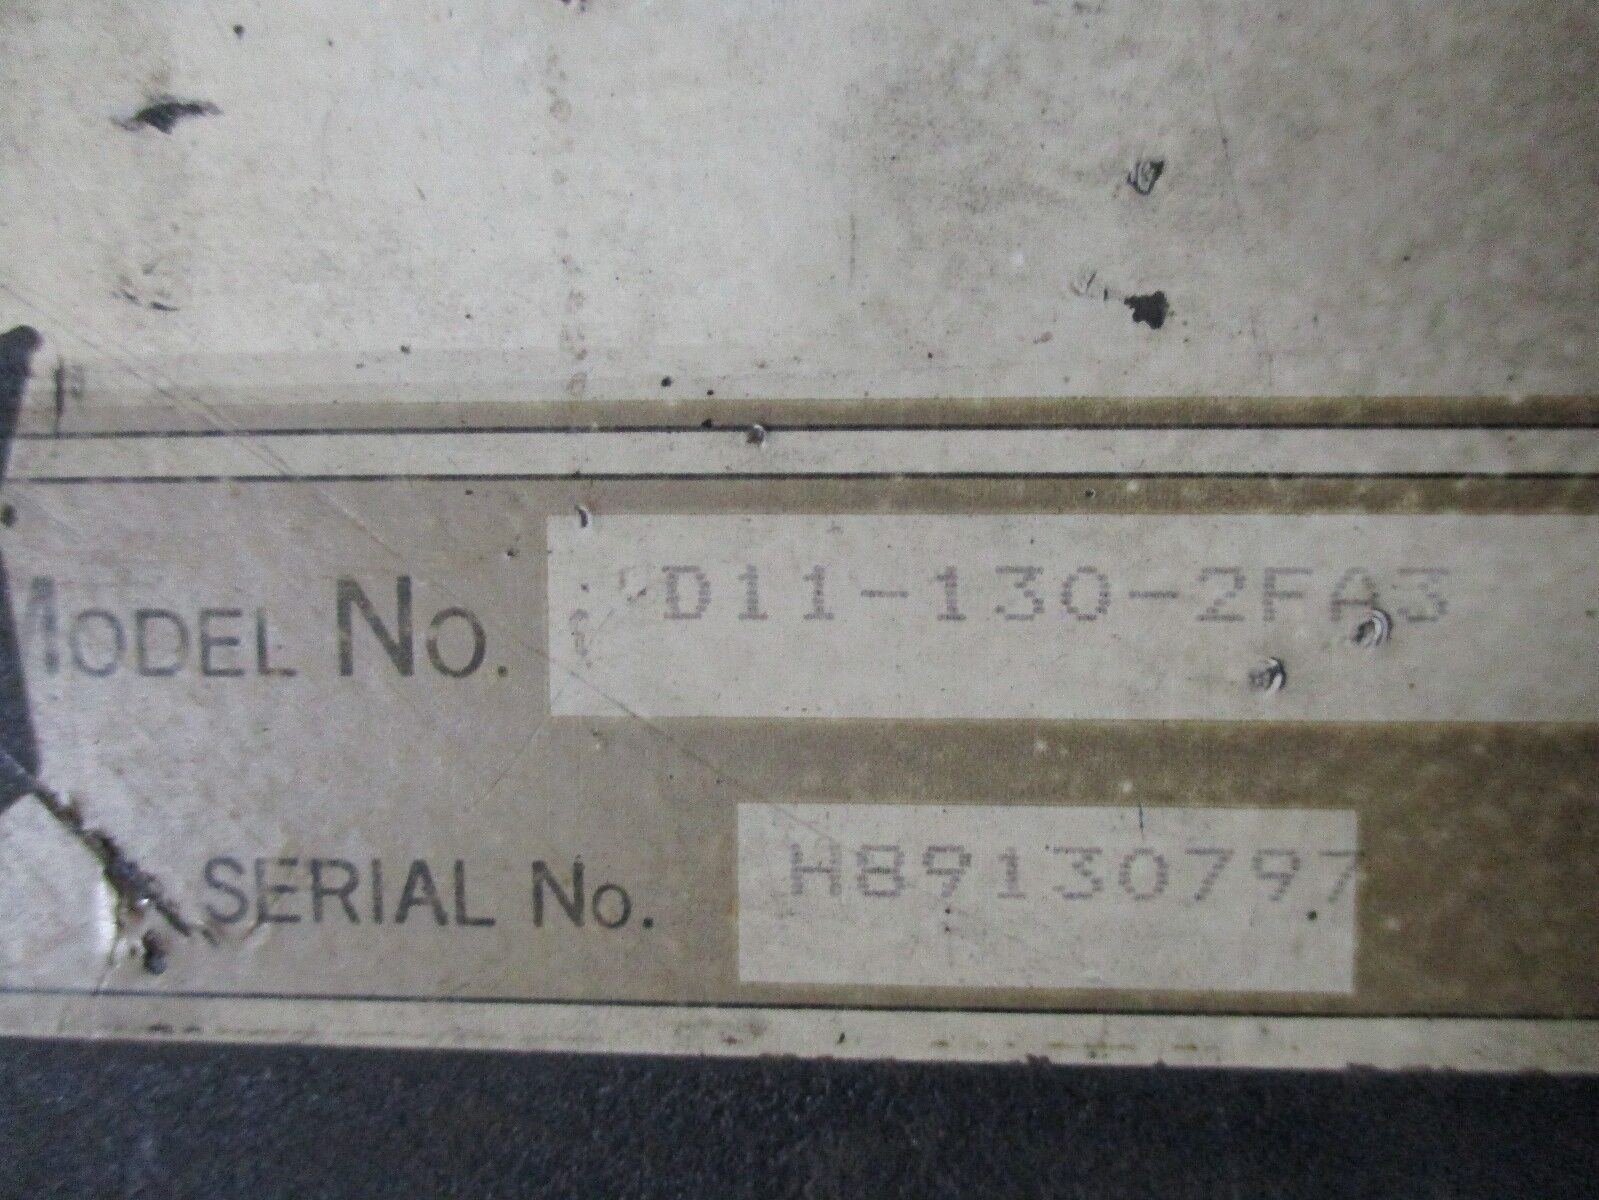 MODEL NO. D11-130-2FA3
SERIAL NO. H89130797